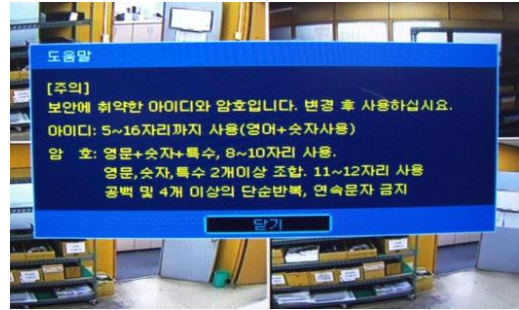 도움말
[주의]
보안에 취약한 아이디와 암호입니다. 변경 후 사용하십시요.
아이디: 5~16자리까지 사용(영어+숫자사용)
암 호: 영문+숫자+특수, 8~10자리 사용.
영문,숫자,특수 2개이상 조합. 11~12자리 사용
공백 및 4개 이상의 단순반복, 연속문자 금지
닫기